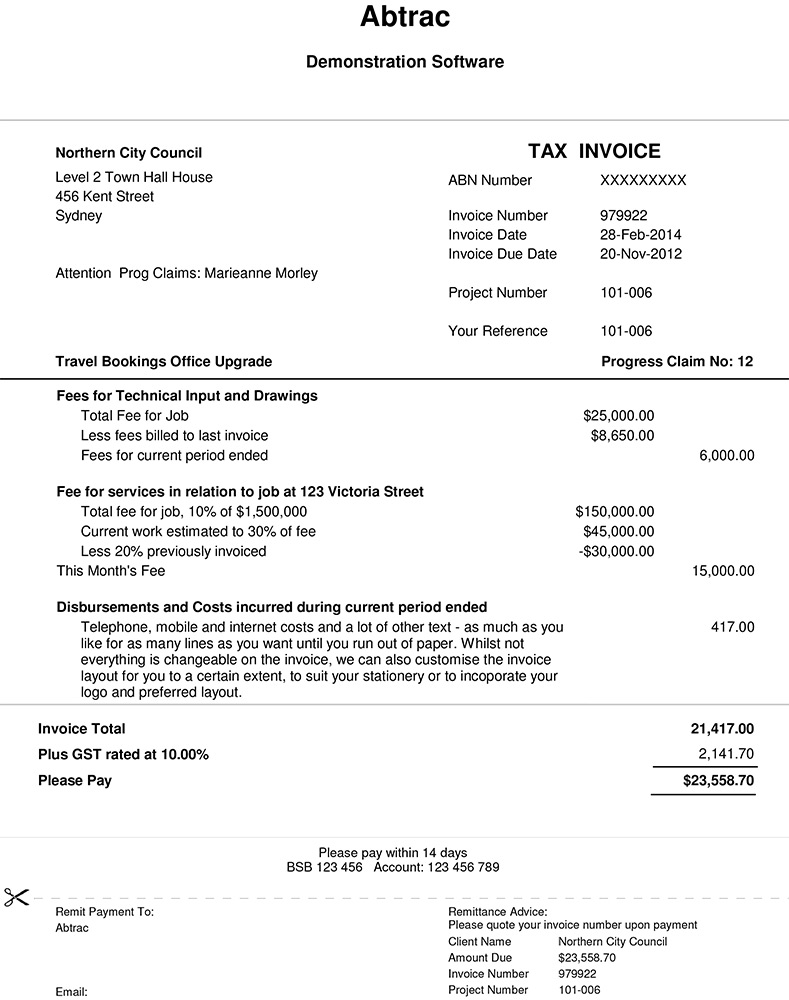 Abtrac
Demonstration Software
Northern City Council
Level 2 Town Hall House
456 Kent Street
Sydney
Attention  Prog Claims: Marieanne Morley
TAX  INVOICE
ABN Number XXXXXXXXX
Invoice Number 979922
Invoice Date 28-Feb-2014
Invoice Due Date 20-Nov-2012
Project Number 101-006
Your Reference 101-006
Travel Bookings Office Upgrade Progress Claim No: 12
Fees for Technical Input and Drawings
Total Fee for Job $25,000.00
Less fees billed to last invoice $8,650.00
Fees for current period ended 6,000.00
Fee for services in relation to job at 123 Victoria Street
Total fee for job, 10% of $1,500,000 $150,000.00
Current work estimated to 30% of fee $45,000.00
Less 20% previously invoiced -$30,000.00
This Month's Fee 15,000.00
Disbursements and Costs incurred during current period ended
Telephone, mobile and internet costs and a lot of other text - as much as you 417.00
like for as many lines as you want until you run out of paper. Whilst not
everything is changeable on the invoice, we can also customise the invoice
layout for you to a certain extent, to suit your stationery or to incoporate your
logo and preferred layout.
Invoice Total 21,417.00
Plus GST rated at 10.00% 2,141.70
Please Pay $23,558.70
Please pay within 14 days
BSB 123 456   Account: 123 456 789
Remit Payment To:
Abtrac
Email:
Remittance Advice:
Please quote your invoice number upon payment
Client Name Northern City Council
Amount Due $23,558.70
Invoice Number 979922
Project Number 101-006